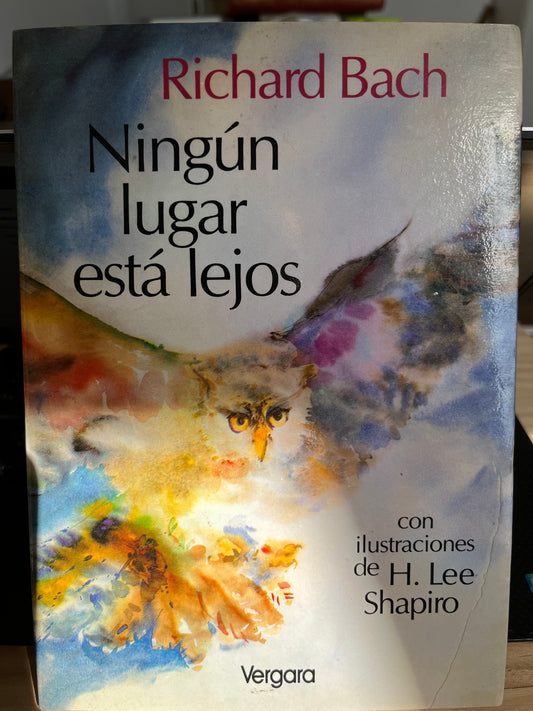 Richard Bach
Ningún
lugar
está lejos
con
ilustraciones
de H. Lee
Shapiro
Vergara